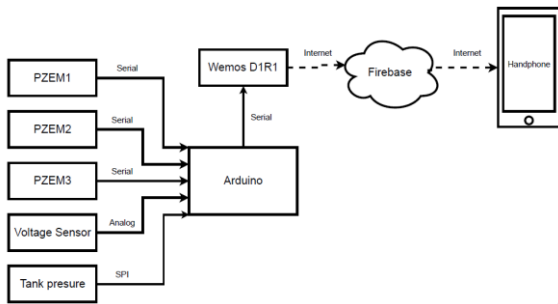 PZEM1
Serial
PZEM2
Serial
PZEM3
Serial
Voltage Sensor
Analog
Tank presure
SPI
Arduino
Serial
Wemos D1R1
Internet
Firebase
Internet
Handphone